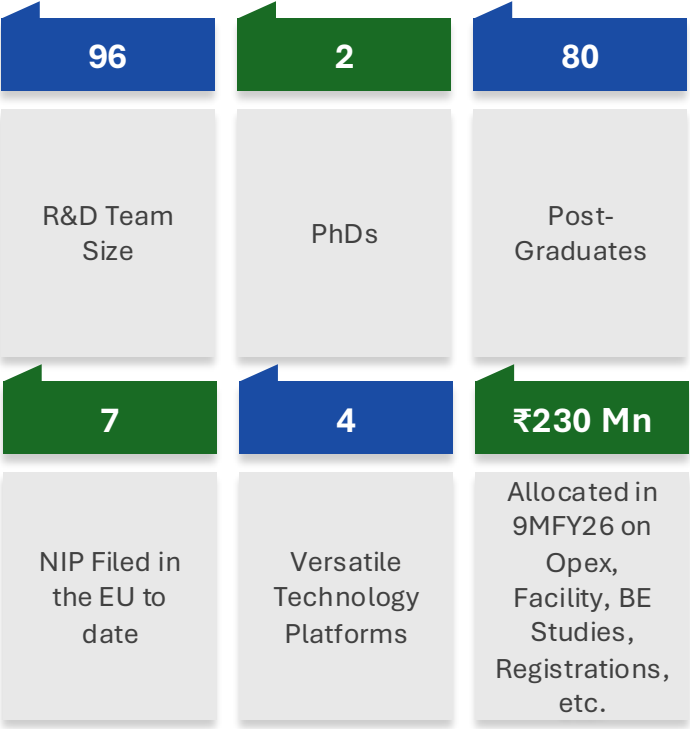 96
R&D Team
Size
2
PhDs
80
Post-
Graduates
7
NIP Filed in
the EU to
date
4
Versatile
Technology
Platforms
₹230 Mn
Allocated in
9MFY26 on
Opex,
Facility, BE
Studies,
Registrations,
etc.